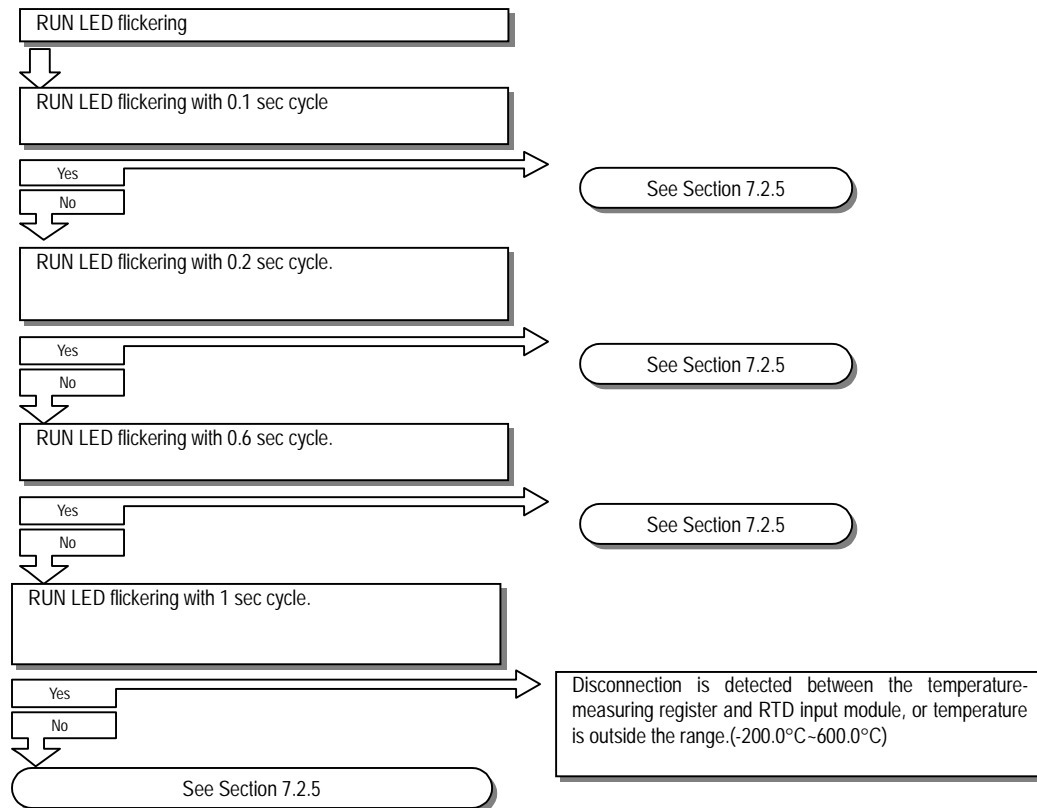 RUN LED flickering
RUN LED flickering with 0.1 sec cycle
Yes
See Section 7.2.5
No
RUN LED flickering with 0.2 sec cycle.
Yes
See Section 7.2.5
No
RUN LED flickering with 0.6 sec cycle.
Yes
See Section 7.2.5
No
RUN LED flickering with 1 sec cycle.
Yes
Disconnection is detected between the temperature-
measuring register and RTD input module, or temperature
is outside the range.(-200.0°C~600.0°C)
No
See Section 7.2.5